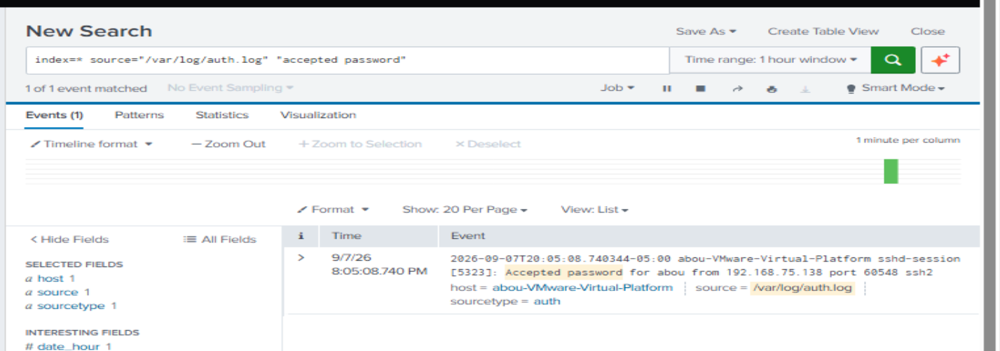 New Search
Save As Create Table View Close
index=* source="/var/log/auth.log" "accepted password"
Time range: 1 hour window
1 of 1 event matched No Event Sampling
Job Smart Mode
Events (1) Patterns Statistics Visualization
Timeline format — Zoom Out + Zoom to Selection × Deselect
1 minute per column
Format Show: 20 Per Page View: List
< Hide Fields All Fields
i Time Event
SELECTED FIELDS
a host 1
a source 1
a sourcetype 1
INTERESTING FIELDS
# date_hour 1
> 9/7/26
8:05:08.740 PM
2026-09-07T20:05:08.740344-05:00 abou-VMware-Virtual-Platform sshd-session
[5323]: Accepted password for abou from 192.168.75.138 port 60548 ssh2
host = abou-VMware-Virtual-Platform source = /var/log/auth.log
sourcetype = auth